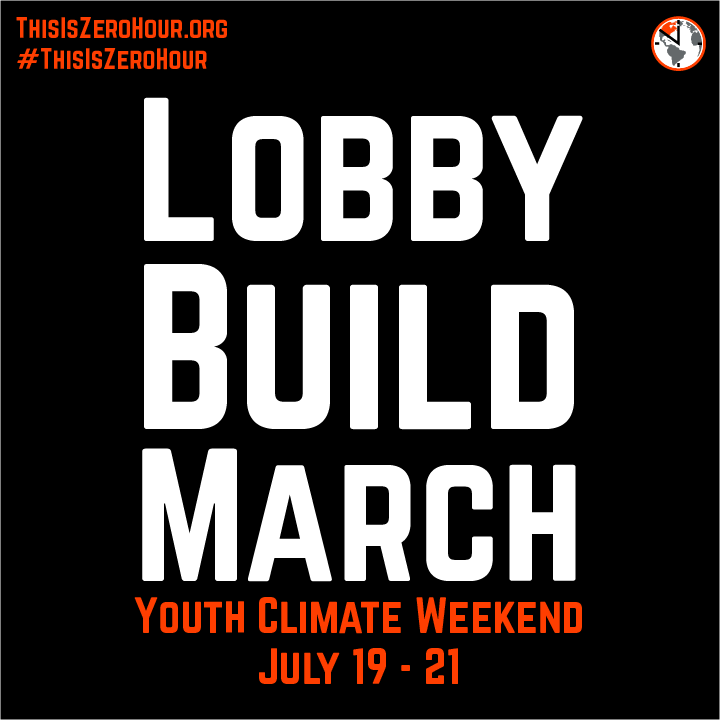 ThisIsZeroHour.org
#ThisIsZeroHour
Lobby
Build
March
Youth Climate Weekend
July 19 - 21